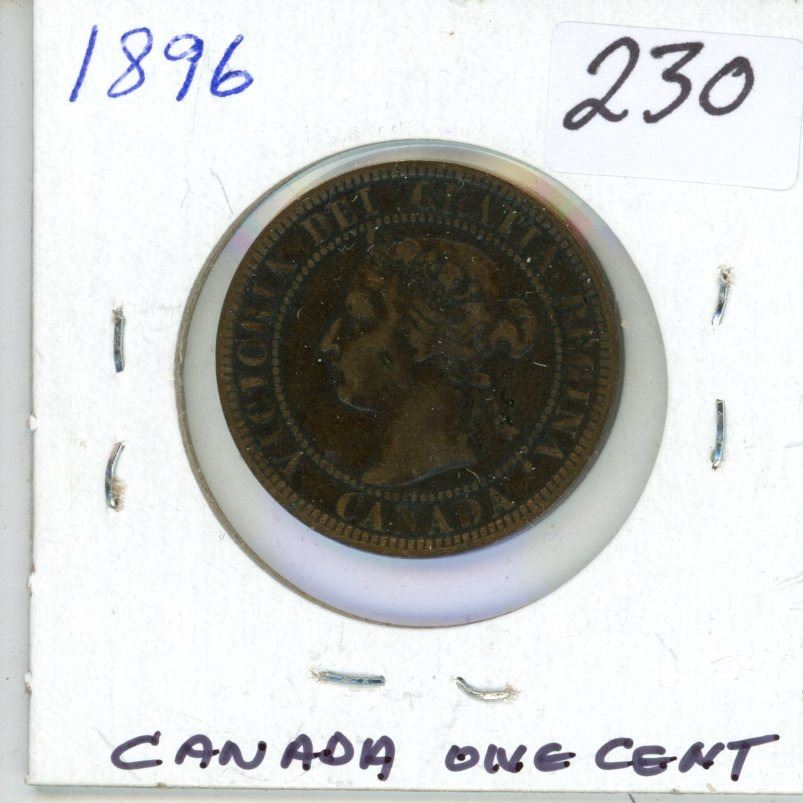 1896
230
VICTORIA DEI GRATIA REGINA.
CANADA
CANADA ONE CENT